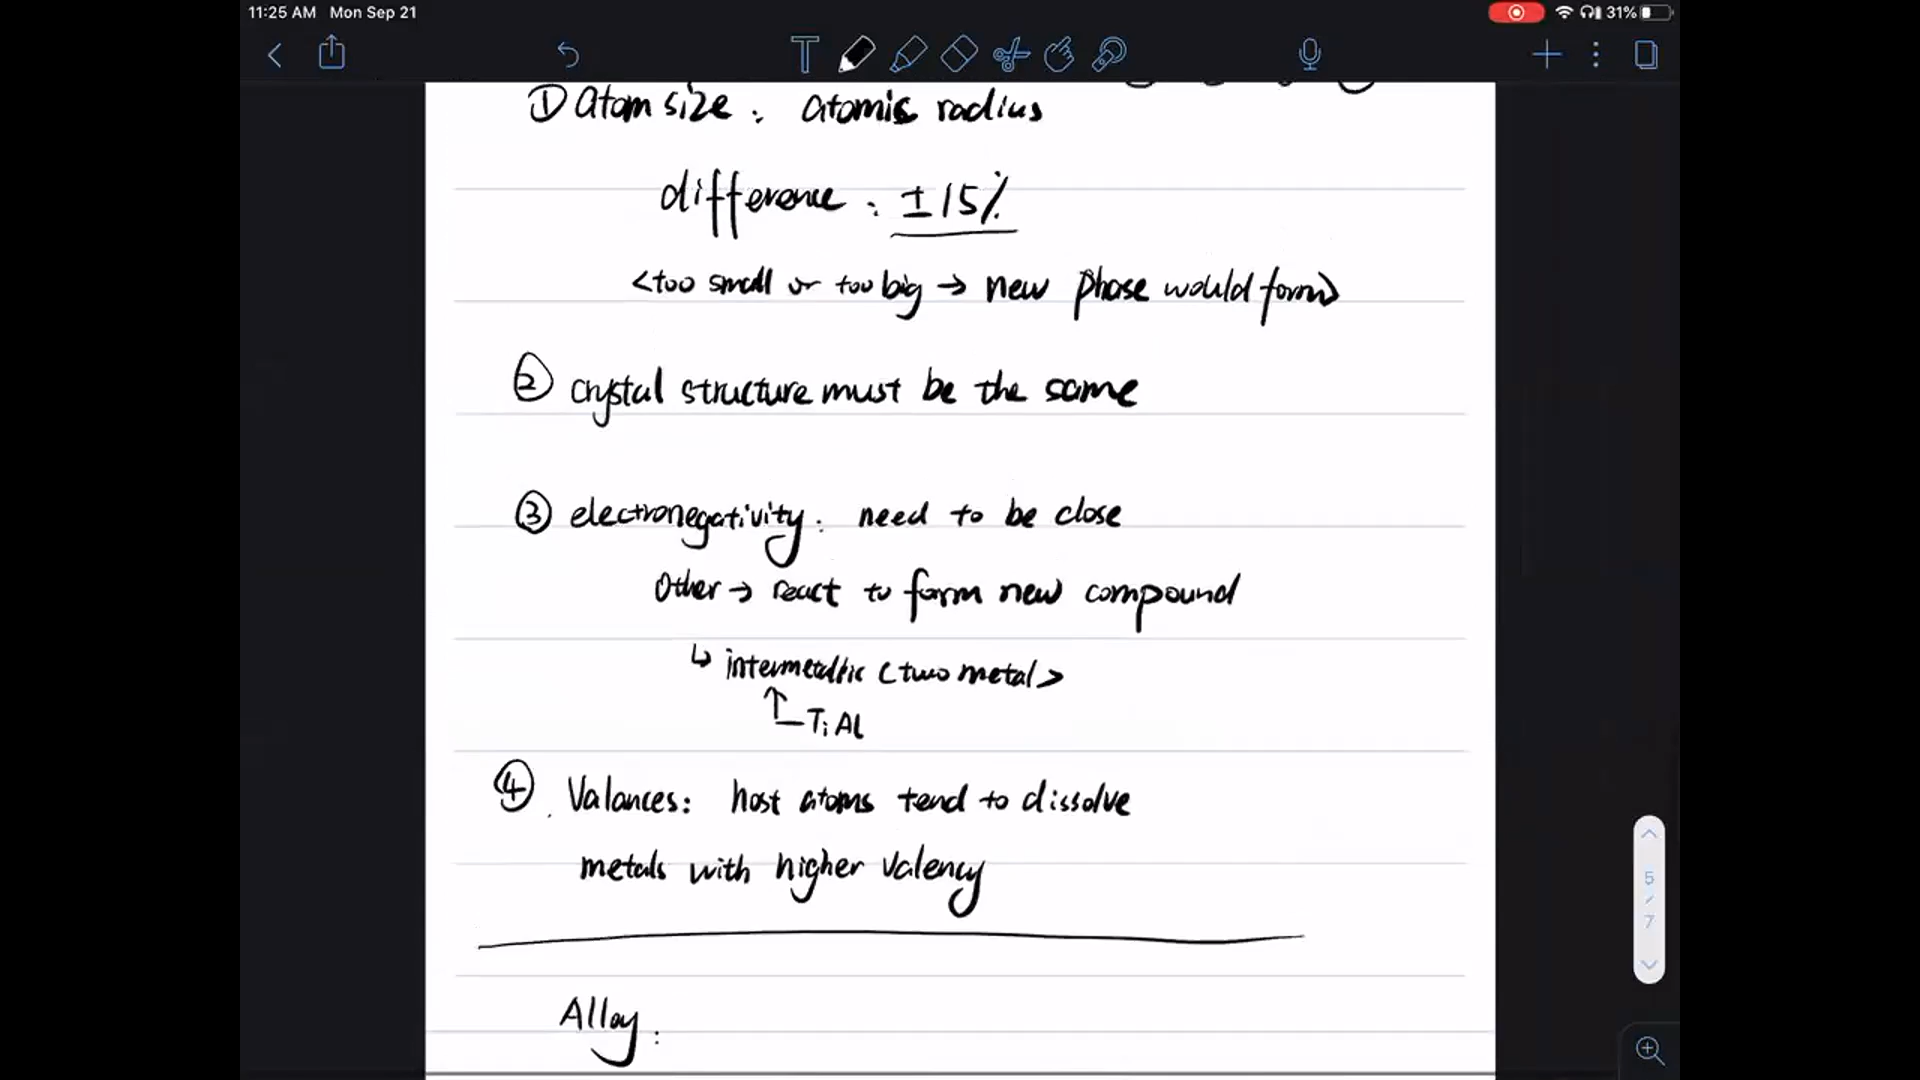 11:25 AM Mon Sep 21
31%
① Atom size : atomic radius
difference : ±15%
<too small or too big → new phase would form>
② crystal structure must be the same
③ electronegativity : need to be close
Other → react to form new compound
↳ intermetallic <two metal>
↑ TiAl
④ Valances: host atoms tend to dissolve
metals with higher valency
Alloy :
5
/
7